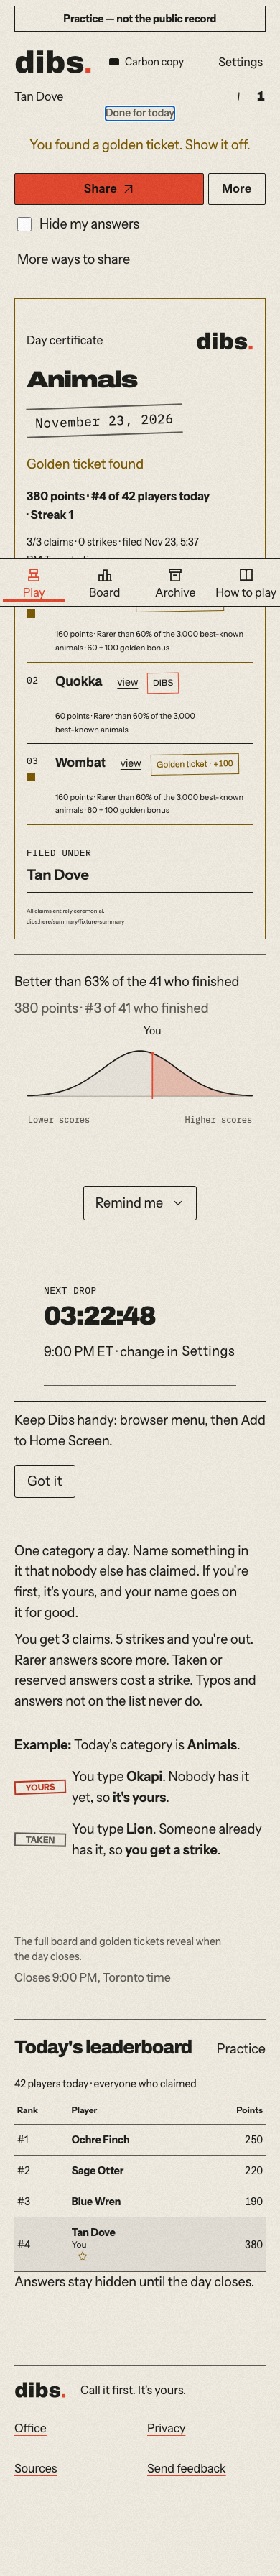 Practice — not the public record
dibs.
Carbon copy
Settings
Tan Dove
1
Done for today
You found a golden ticket. Show it off.
Share
More
Hide my answers
More ways to share
Day certificate
dibs.
Animals
November 23, 2026
Golden ticket found
380 points · #4 of 42 players today
· Streak 1
3/3 claims · 0 strikes · filed Nov 23, 5:37
PM Toronto time
Play
Board
Archive
How to play
160 points · Rarer than 60% of the 3,000 best-known
animals · 60 + 100 golden bonus
02
Quokka
view
DIBS
60 points · Rarer than 60% of the 3,000
best-known animals
03
Wombat
view
Golden ticket · +100
160 points · Rarer than 60% of the 3,000 best-known
animals · 60 + 100 golden bonus
FILED UNDER
Tan Dove
All claims entirely ceremonial.
dibs.here/summary/fixture-summary
Better than 63% of the 41 who finished
380 points · #3 of 41 who finished
You
Lower scores
Higher scores
Remind me
NEXT DROP
03:22:48
9:00 PM ET · change in Settings
Keep Dibs handy: browser menu, then Add
to Home Screen.
Got it
One category a day. Name something in
it that nobody else has claimed. If you're
first, it's yours, and your name goes on
it for good.
You get 3 claims. 5 strikes and you're out.
Rarer answers score more. Taken or
reserved answers cost a strike. Typos and
answers not on the list never do.
Example: Today's category is Animals.
YOURS
You type Okapi. Nobody has it
yet, so it's yours.
TAKEN
You type Lion. Someone already
has it, so you get a strike.
The full board and golden tickets reveal when
the day closes.
Closes 9:00 PM, Toronto time
Today's leaderboard
Practice
42 players today · everyone who claimed
Rank
Player
Points
#1
Ochre Finch
250
#2
Sage Otter
220
#3
Blue Wren
190
#4
Tan Dove
You
380
Answers stay hidden until the day closes.
dibs.
Call it first. It's yours.
Office
Privacy
Sources
Send feedback